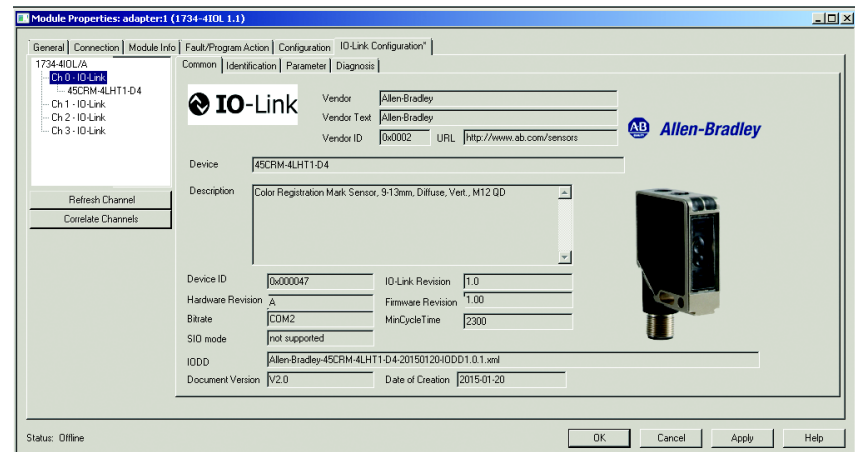 Module Properties: adapter:1 (1734-4IOL 1.1)
General Connection Module Info Fault/Program Action Configuration IO-Link Configuration*
1734-4IOL/A
Ch 0 - IO-Link
45CRM-4LHT1-D4
Ch 1 - IO-Link
Ch 2 - IO-Link
Ch 3 - IO-Link
Refresh Channel
Correlate Channels
Common Identification Parameter Diagnosis
IO-Link
Vendor Allen-Bradley
Vendor Text Allen-Bradley
Vendor ID 0x0002 URL http://www.ab.com/sensors
AB Allen-Bradley
Device 45CRM-4LHT1-D4
Description Color Registration Mark Sensor, 9-13mm, Diffuse, Vert., M12 QD
Device ID 0x000047 IO-Link Revision 1.0
Hardware Revision A Firmware Revision 1.00
Bitrate COM2 MinCycleTime 2300
SIO mode not supported
IODD Allen-Bradley-45CRM-4LHT1-D4-20150120-IODD1.0.1.xml
Document Version V2.0 Date of Creation 2015-01-20
Status: Offline
OK Cancel Apply Help